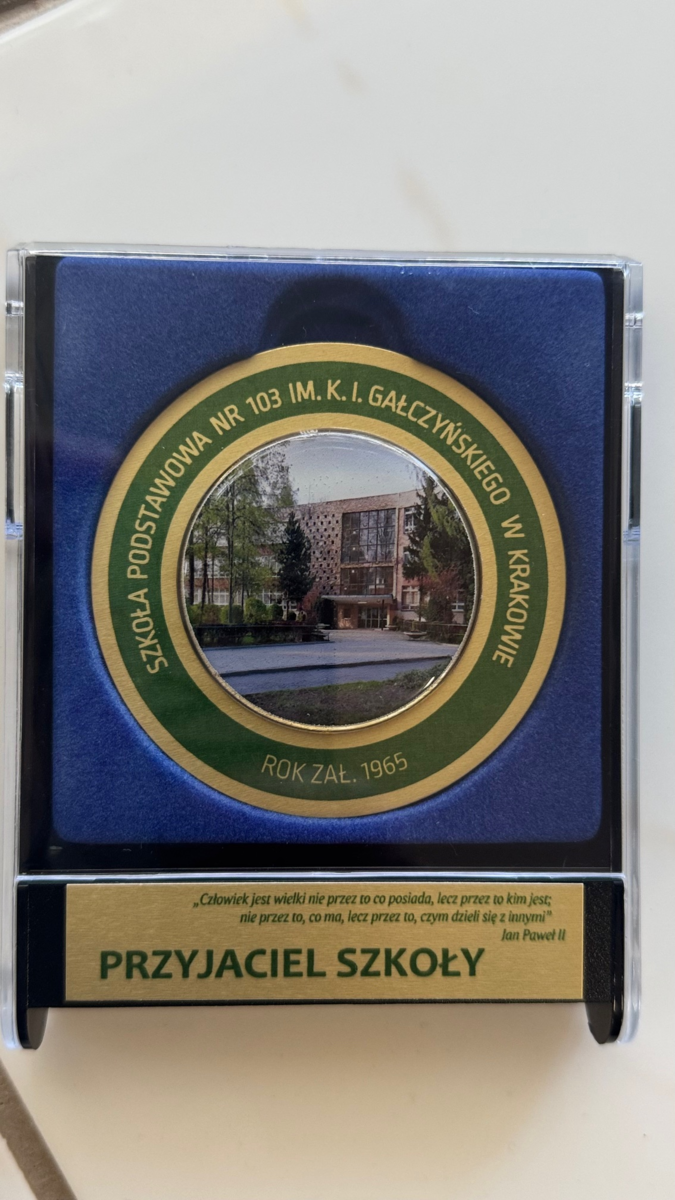 SZKOŁA PODSTAWOWA NR 103 IM. K. I. GAŁCZYŃSKIEGO W KRAKOWIE
ROK ZAŁ. 1965
„Człowiek jest wielki nie przez to co posiada, lecz przez to kim jest;
nie przez to, co ma, lecz przez to, czym dzieli się z innymi”
Jan Paweł II
PRZYJACIEL SZKOŁY